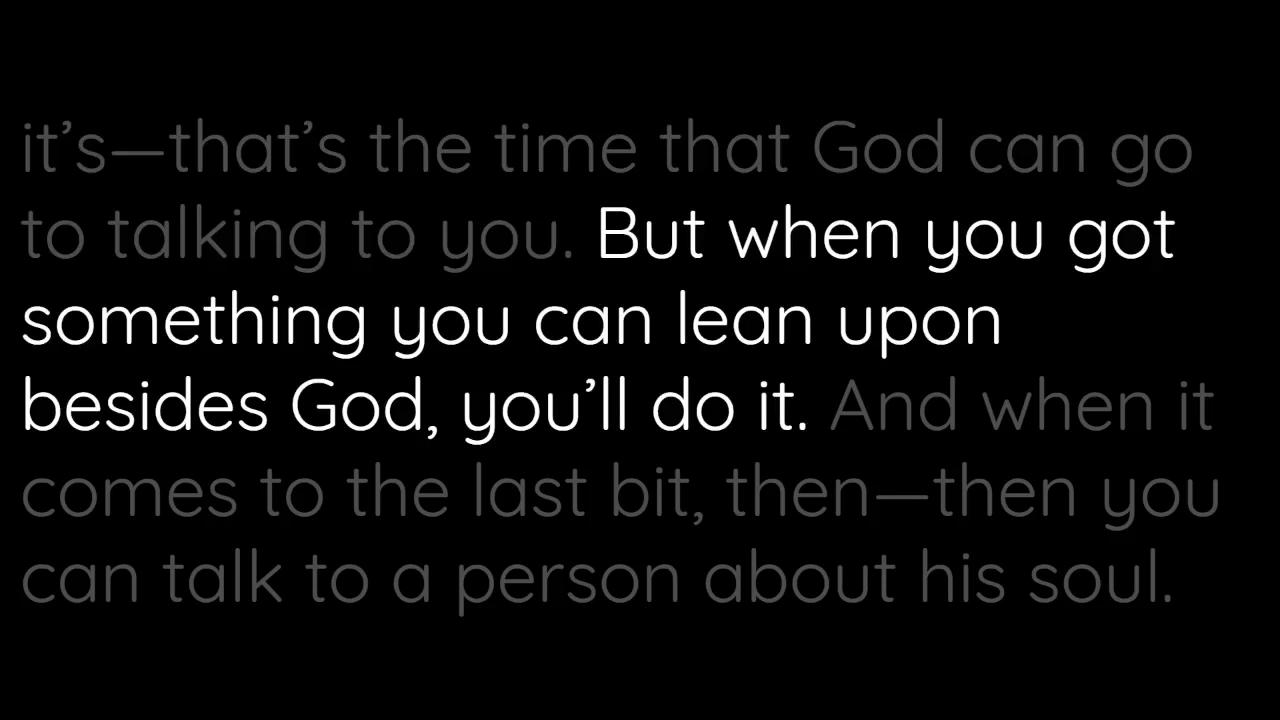 it’s—that’s the time that God can go
to talking to you. But when you got
something you can lean upon
besides God, you’ll do it. And when it
comes to the last bit, then—then you
can talk to a person about his soul.